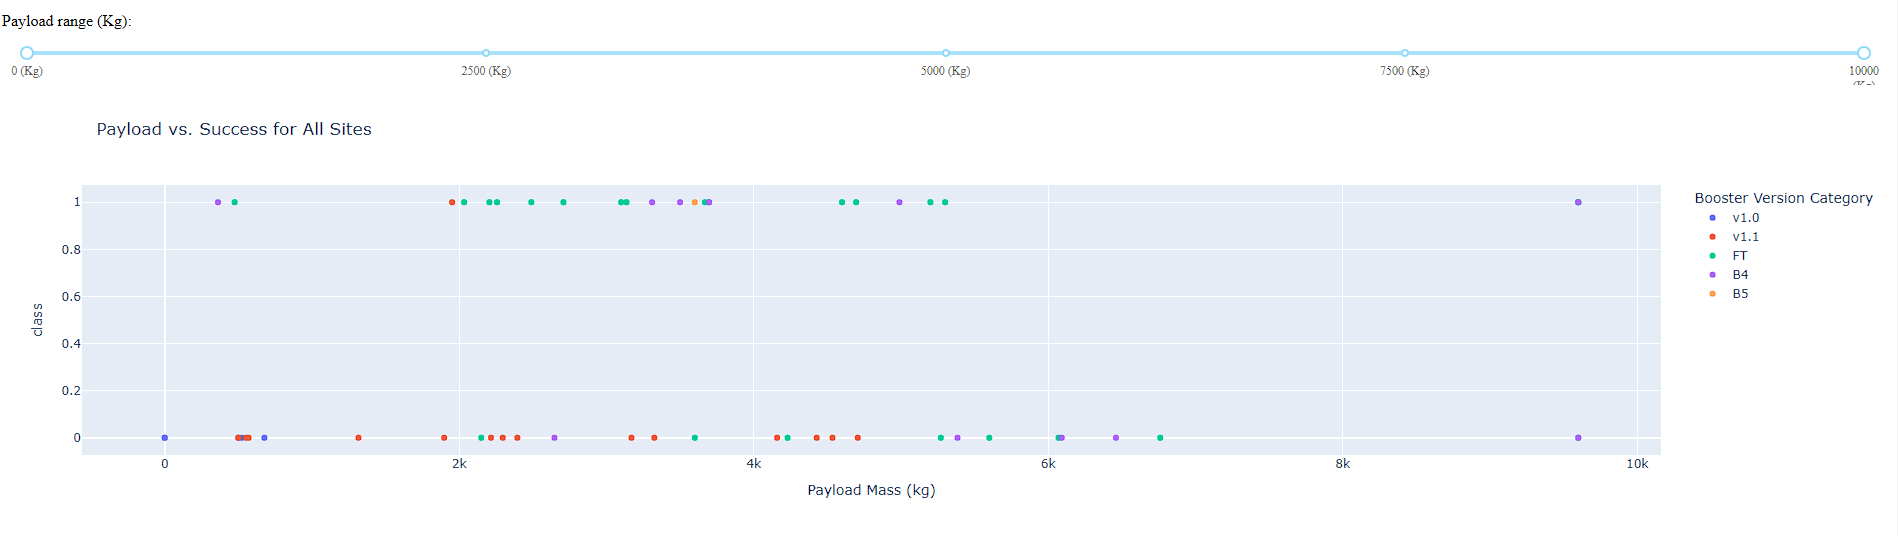 Payload range (Kg):
0 (Kg) 2500 (Kg) 5000 (Kg) 7500 (Kg) 10000
Payload vs. Success for All Sites
Booster Version Category
v1.0
v1.1
FT
B4
B5
class
1
0.8
0.6
0.4
0.2
0
0 2k 4k 6k 8k 10k
Payload Mass (kg)